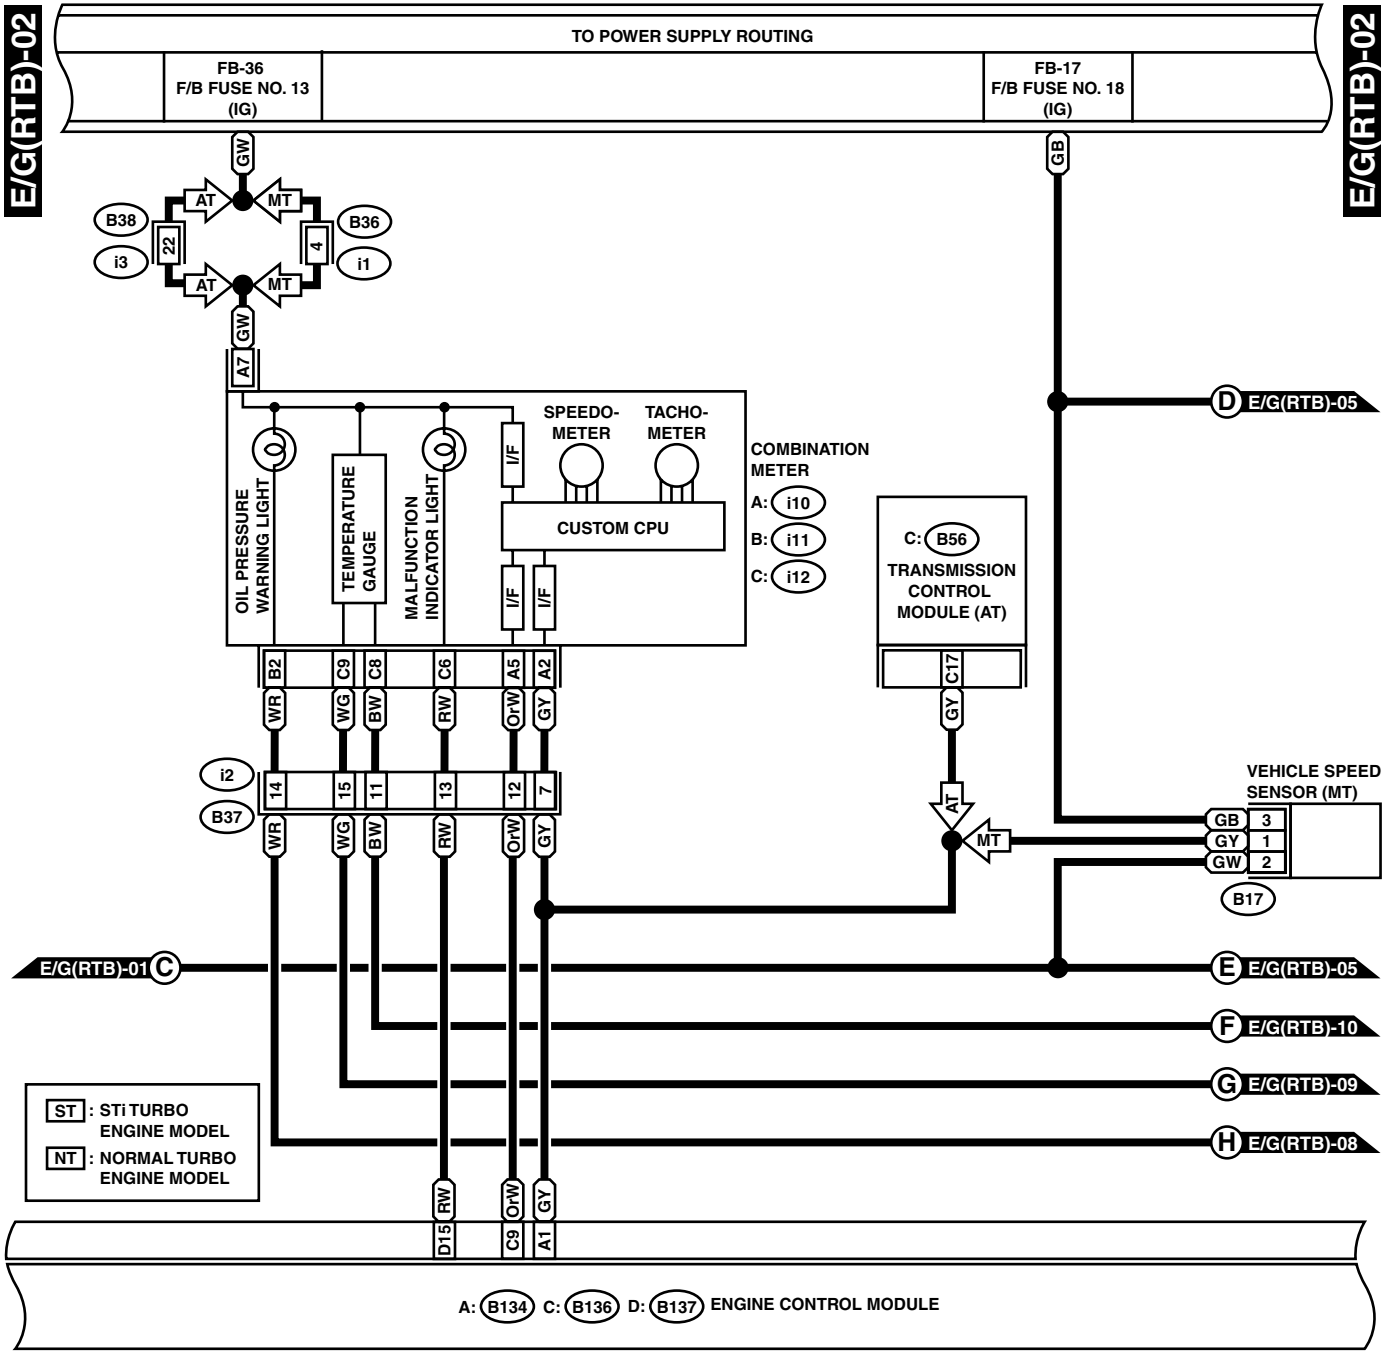 E/G(RTB)-02
E/G(RTB)-02
TO POWER SUPPLY ROUTING
FB-36
F/B FUSE NO. 13
(IG)
FB-17
F/B FUSE NO. 18
(IG)
GW
GB
AT
MT
B38
B36
22
4
i3
i1
AT
MT
GW
A7
D
E/G(RTB)-05
SPEEDO-
METER
TACHO-
METER
I/F
OIL PRESSURE
WARNING LIGHT
TEMPERATURE
GAUGE
MALFUNCTION
INDICATOR LIGHT
CUSTOM CPU
I/F
I/F
COMBINATION
METER
A: i10
B: i11
C: i12
C: B56
TRANSMISSION
CONTROL
MODULE (AT)
B2
C9
C8
C6
A5
A2
C17
WR
WG
BW
RW
OrW
GY
GY
i2
B37
14
15
11
13
12
7
WR
WG
BW
RW
OrW
GY
AT
MT
VEHICLE SPEED
SENSOR (MT)
GB 3
GY 1
GW 2
B17
E/G(RTB)-01
C
E
E/G(RTB)-05
F
E/G(RTB)-10
G
E/G(RTB)-09
H
E/G(RTB)-08
ST : STi TURBO
ENGINE MODEL
NT : NORMAL TURBO
ENGINE MODEL
RW
OrW
GY
D15
C9
A1
A: B134 C: B136 D: B137 ENGINE CONTROL MODULE